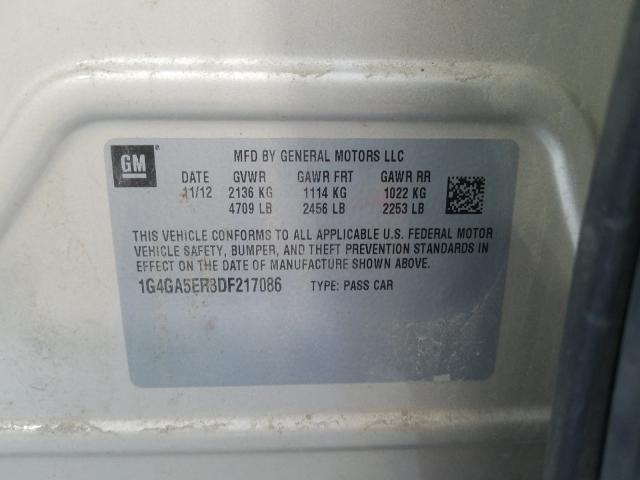 GM
MFD BY GENERAL MOTORS LLC
DATE GVWR GAWR FRT GAWR RR
11/12 2136 KG 1114 KG 1022 KG
4709 LB 2456 LB 2253 LB
THIS VEHICLE CONFORMS TO ALL APPLICABLE U.S. FEDERAL MOTOR
VEHICLE SAFETY, BUMPER, AND THEFT PREVENTION STANDARDS IN
EFFECT ON THE DATE OF MANUFACTURE SHOWN ABOVE.
1G4GA5ER3DF217086 TYPE: PASS CAR